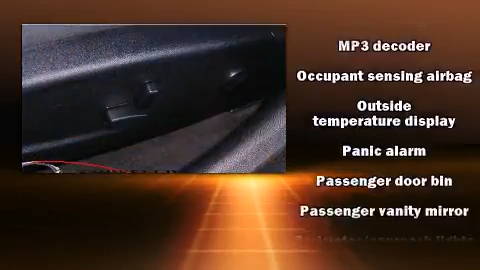 MP3 decoder
Occupant sensing airbag
Outside
temperature display
Panic alarm
Passenger door bin
Passenger vanity mirror